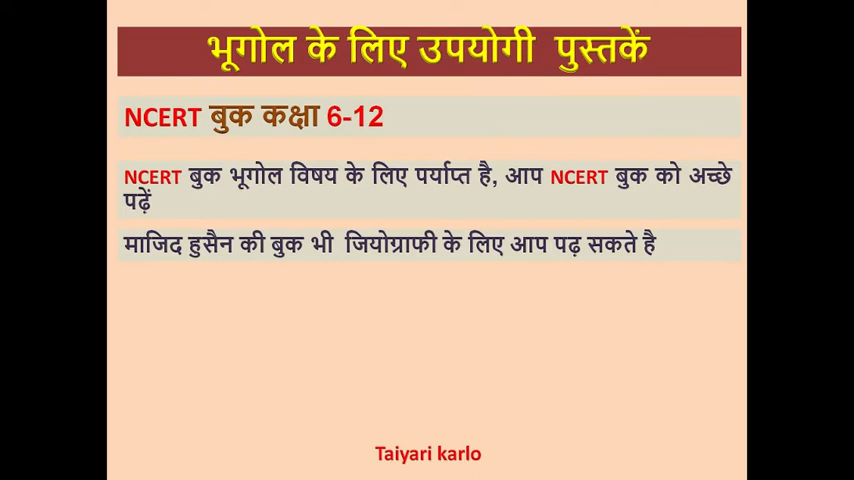 भूगोल के लिए उपयोगी पुस्तकें
NCERT बुक कक्षा 6-12
NCERT बुक भूगोल विषय के लिए पर्याप्त है, आप NCERT बुक को अच्छे
पढ़ें
माजिद हुसैन की बुक भी जियोग्राफी के लिए आप पढ़ सकते है
Taiyari karlo